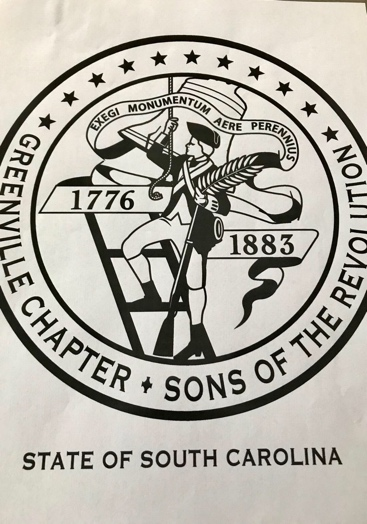 EXEGI MONUMENTUM AERE PERENNIUS
1776
1883
GREENVILLE CHAPTER SONS OF THE REVOLUTION
STATE OF SOUTH CAROLINA